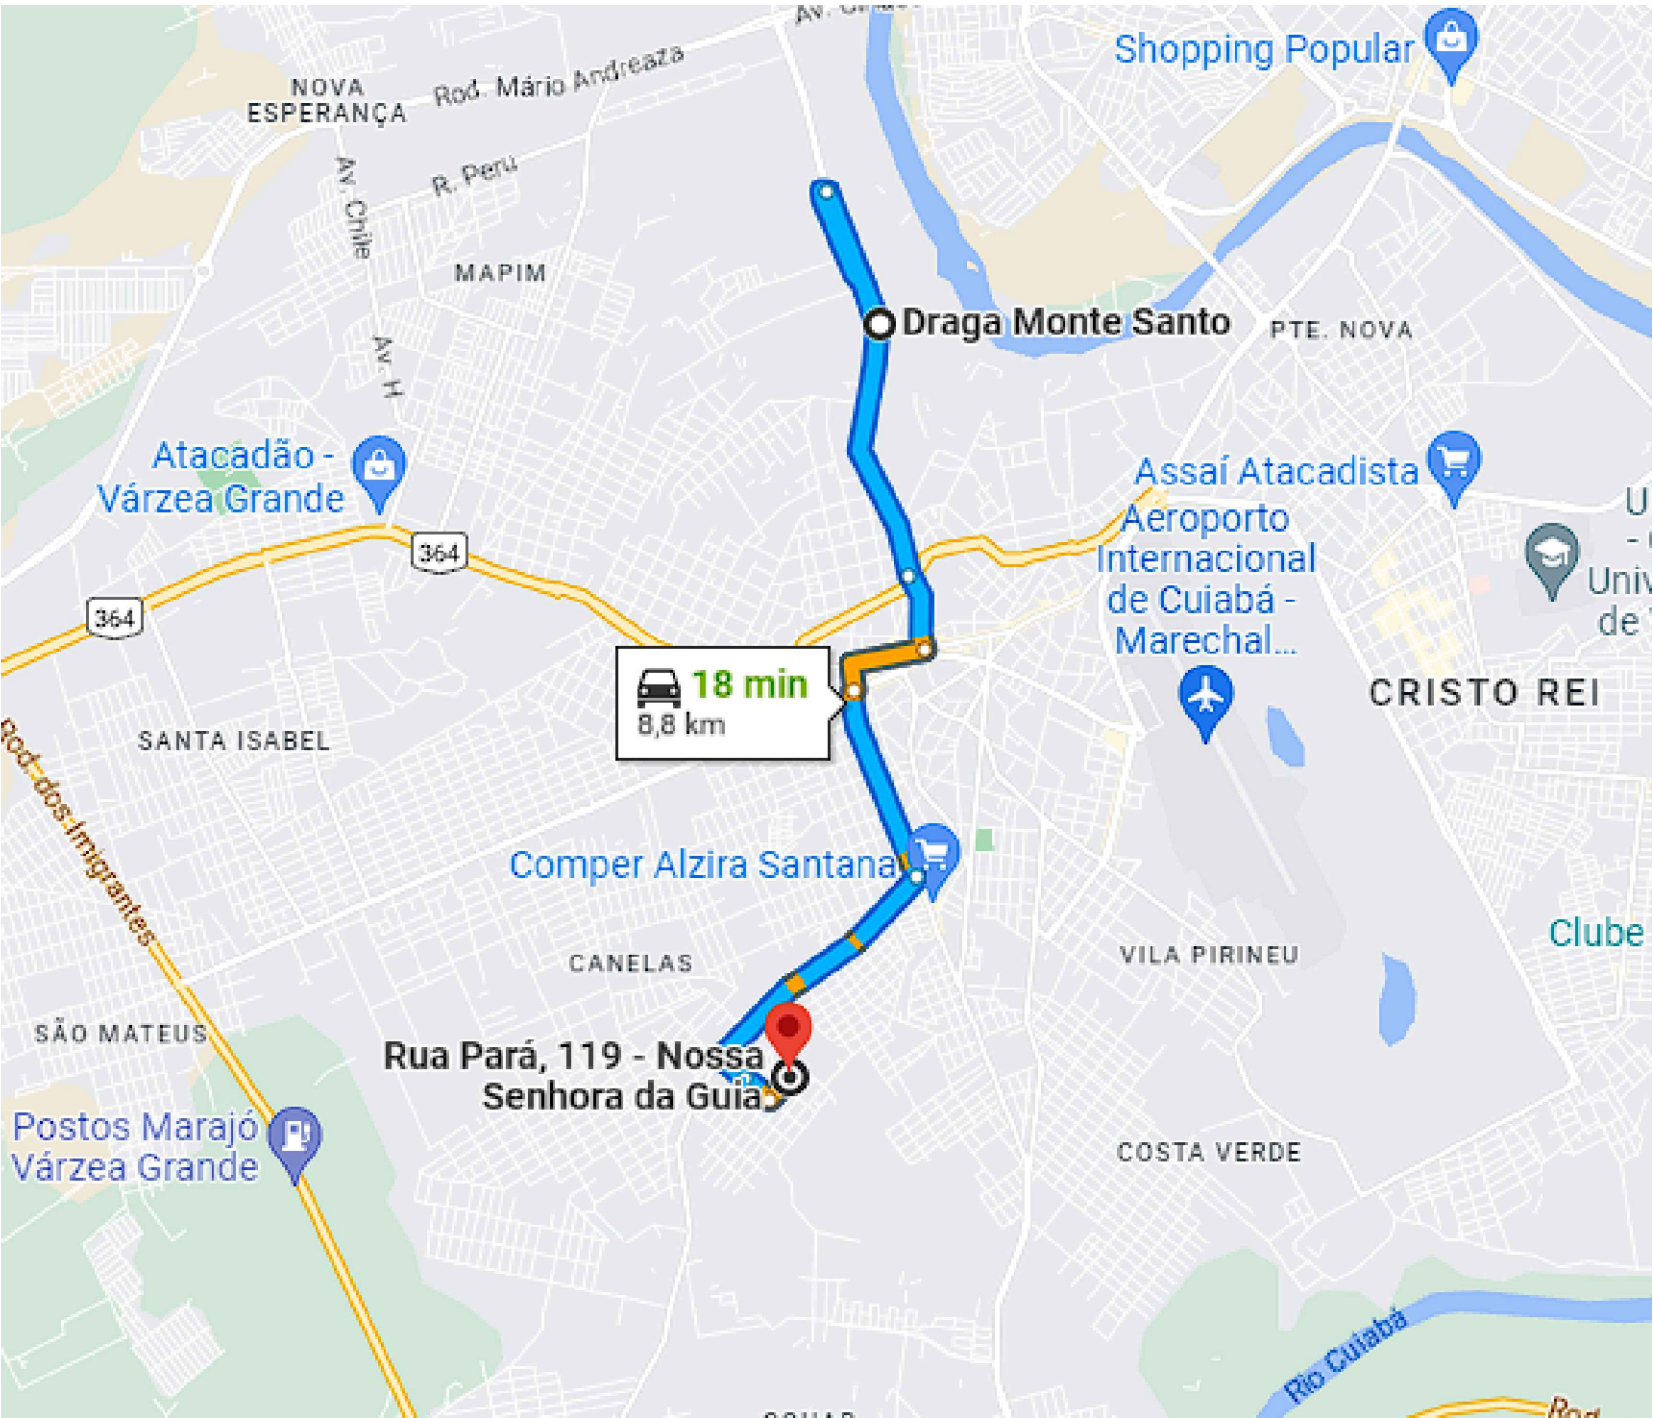 Shopping Popular
NOVA
ESPERANÇA
Rod. Mário Andreaza
R. Peru
Av. Chile
MAPIM
Draga Monte Santo
PTE. NOVA
Av. H
Atacadão -
Várzea Grande
Assaí Atacadista
Aeroporto
Internacional
de Cuiabá -
Marechal...
364
364
18 min
8,8 km
CRISTO REI
SANTA ISABEL
Rod. dos Imigrantes
Comper Alzira Santana
Clube
CANELAS
VILA PIRINEU
SÃO MATEUS
Rua Pará, 119 - Nossa
Senhora da Guia
Postos Marajó
Várzea Grande
COSTA VERDE
Rio Cuiabá
Rod